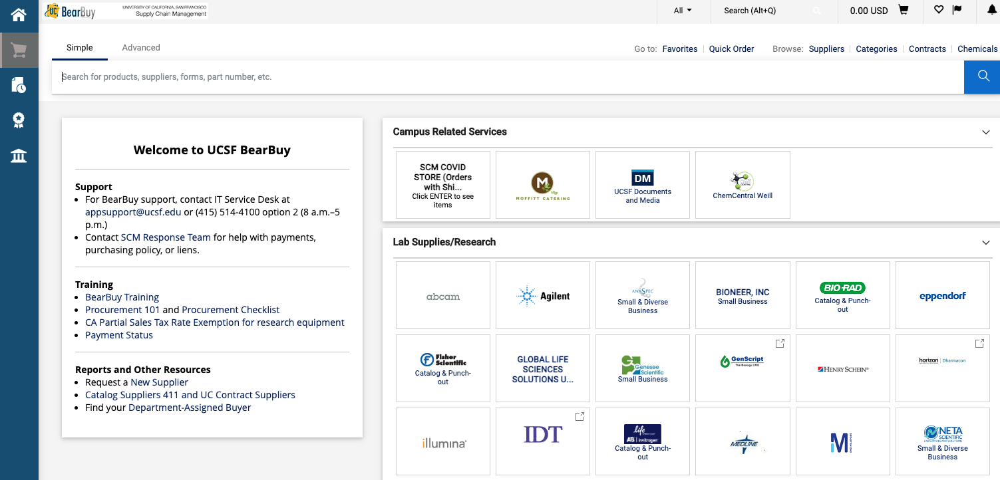 UC BearBuy
UNIVERSITY OF CALIFORNIA, SAN FRANCISCO
Supply Chain Management
All
Search (Alt+Q)
0.00 USD
Simple
Advanced
Go to: Favorites | Quick Order
Browse: Suppliers | Categories | Contracts | Chemicals
Search for products, suppliers, forms, part number, etc.
Welcome to UCSF BearBuy
Support
• For BearBuy support, contact IT Service Desk at
appsupport@ucsf.edu or (415) 514-4100 option 2 (8 a.m.–5
p.m.)
• Contact SCM Response Team for help with payments,
purchasing policy, or liens.
Training
• BearBuy Training
• Procurement 101 and Procurement Checklist
• CA Partial Sales Tax Rate Exemption for research equipment
• Payment Status
Reports and Other Resources
• Request a New Supplier
• Catalog Suppliers 411 and UC Contract Suppliers
• Find your Department-Assigned Buyer
Campus Related Services
SCM COVID
STORE (Orders
with Shi...
Click ENTER to see
items
M
MOFFITT CATERING
DM
UCSF Documents
and Media
ChemCentral Weill
Lab Supplies/Research
abcam
Agilent
ANASPEC
Small & Diverse
Business
BIONEER, INC
Small Business
BIO-RAD
Catalog & Punch-
out
eppendorf
Fisher
Scientific
Catalog & Punch-
out
GLOBAL LIFE
SCIENCES
SOLUTIONS U...
Genesee
Scientific
Small Business
GenScript
The Biology CRO
HENRY SCHEIN®
horizon | Dharmacon
illumina®
IDT
life
AB invitrogen
Catalog & Punch-
out
MEDLINE
M
NETA
SCIENTIFIC
Small & Diverse
Business